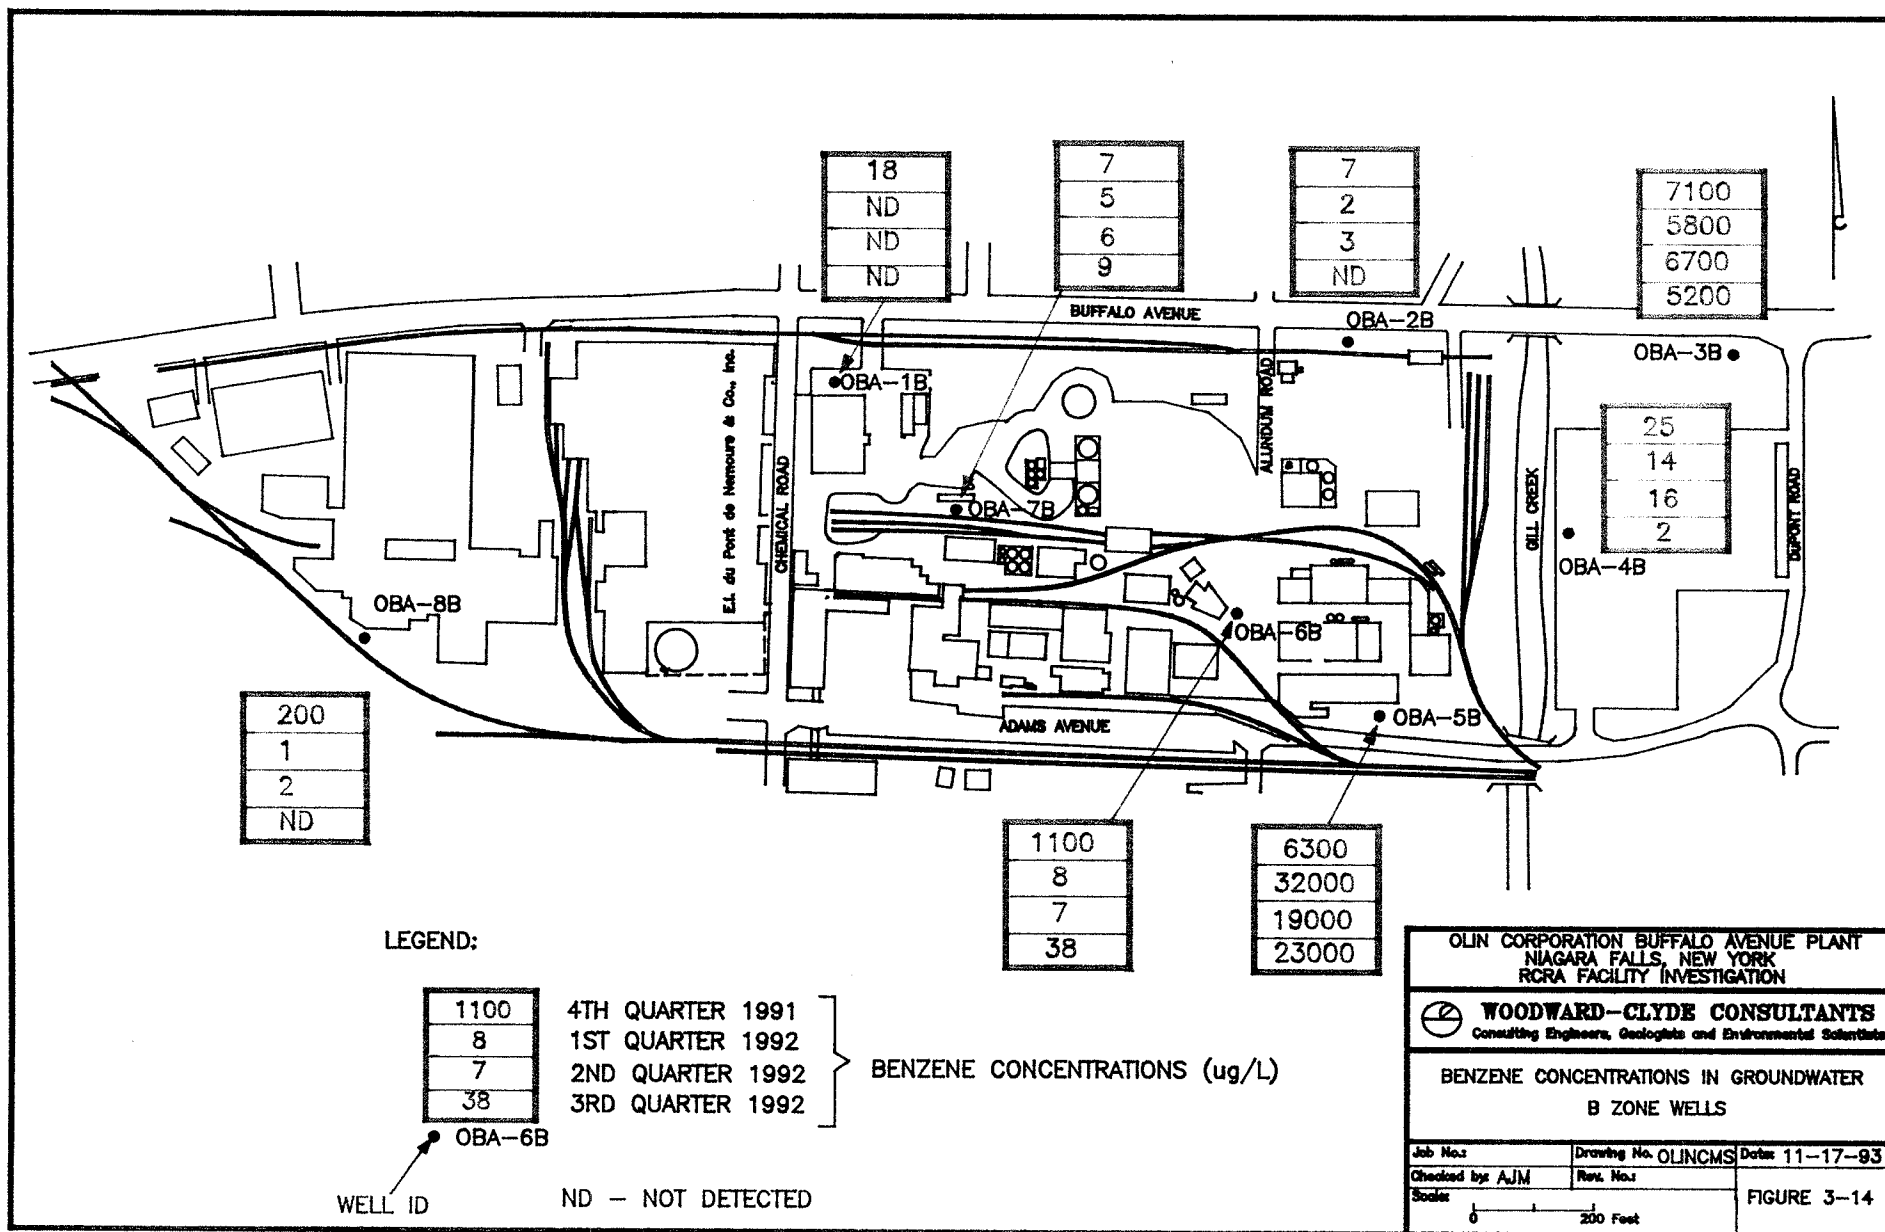 18
ND
ND
ND
7
5
6
9
7
2
3
ND
7100
5800
6700
5200
BUFFALO AVENUE
OBA-2B
OBA-3B
OBA-1B
E.I. du Pont de Nemours & Co., Inc.
CHEMICAL ROAD
ALUNDUM ROAD
GILL CREEK
DUPONT ROAD
25
14
16
2
OBA-7B
OBA-4B
OBA-8B
OBA-6B
OBA-5B
ADAMS AVENUE
200
1
2
ND
1100
8
7
38
6300
32000
19000
23000
LEGEND:
1100 4TH QUARTER 1991
8 1ST QUARTER 1992
7 2ND QUARTER 1992
38 3RD QUARTER 1992
BENZENE CONCENTRATIONS (ug/L)
OBA-6B
WELL ID
ND - NOT DETECTED
OLIN CORPORATION BUFFALO AVENUE PLANT
NIAGARA FALLS, NEW YORK
RCRA FACILITY INVESTIGATION
WOODWARD-CLYDE CONSULTANTS
Consulting Engineers, Geologists and Environmental Scientists
BENZENE CONCENTRATIONS IN GROUNDWATER
B ZONE WELLS
Job No.: Drawing No. OLINCMS Date: 11-17-93
Checked by: AJM Rev. No.:
Scale: 0 200 Feet
FIGURE 3-14